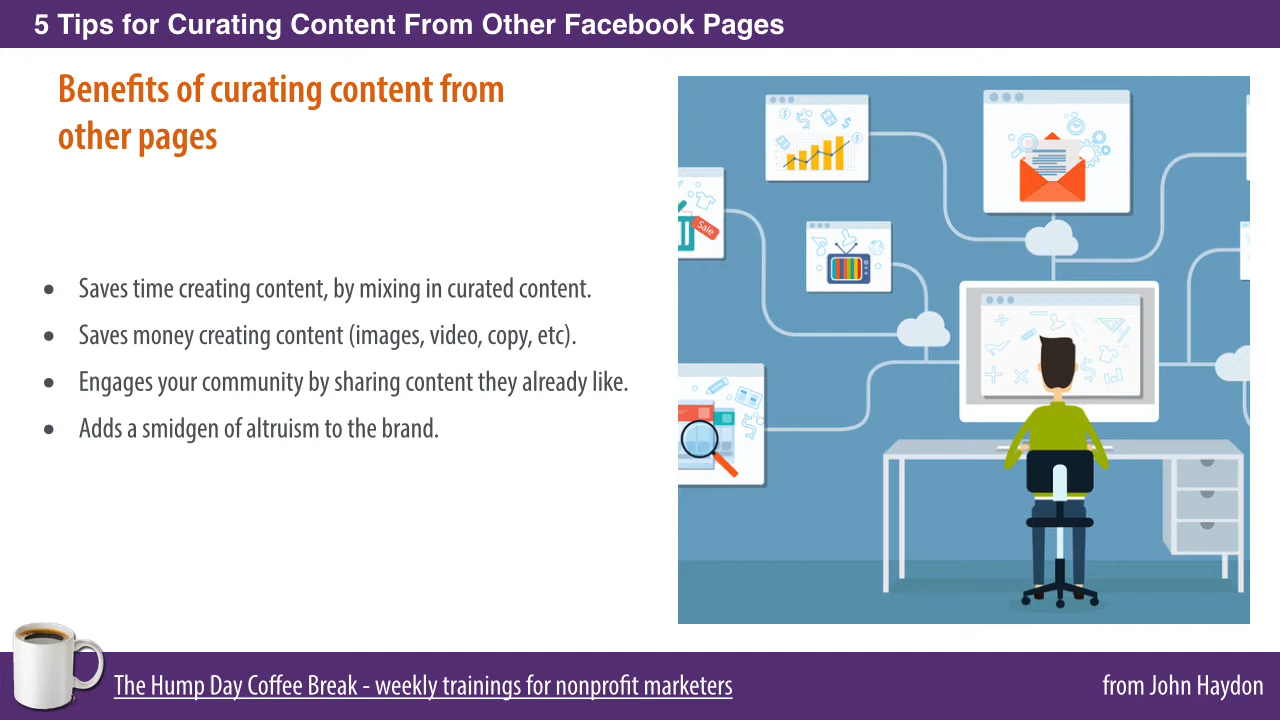 5 Tips for Curating Content From Other Facebook Pages
Benefits of curating content from
other pages
• Saves time creating content, by mixing in curated content.
• Saves money creating content (images, video, copy, etc).
• Engages your community by sharing content they already like.
• Adds a smidgen of altruism to the brand.
Sale
The Hump Day Coffee Break - weekly trainings for nonprofit marketers
from John Haydon